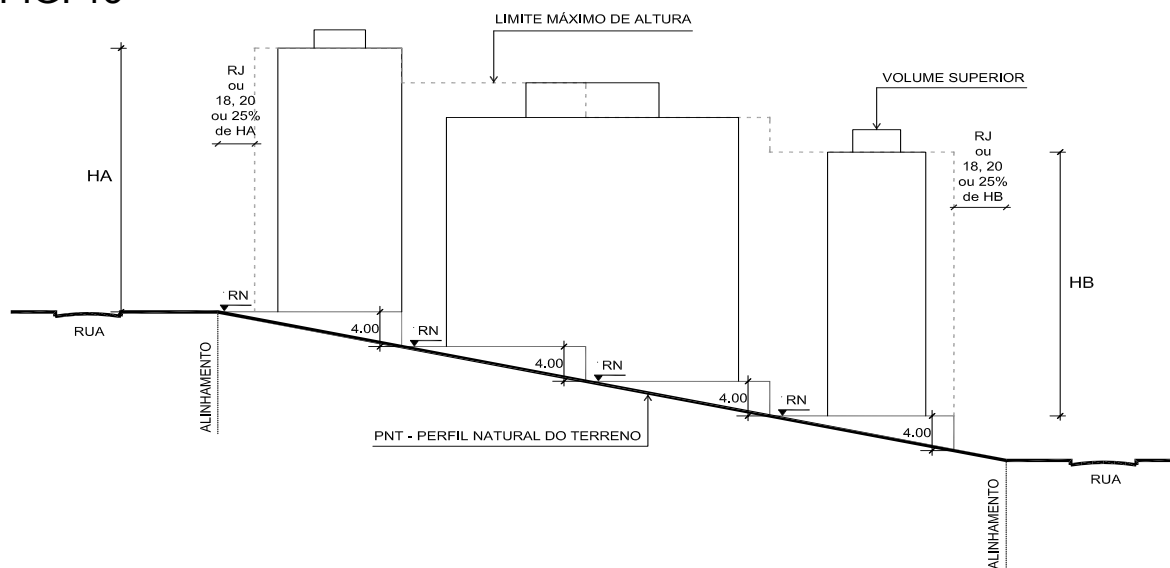 LIMITE MÁXIMO DE ALTURA
RJ
ou
18, 20
ou 25%
de HA
VOLUME SUPERIOR
RJ
ou
18, 20
ou 25%
de HB
HA
HB
RN
RUA
4.00
RN
4.00
RN
4.00
RN
4.00
ALINHAMENTO
PNT - PERFIL NATURAL DO TERRENO
RUA
ALINHAMENTO